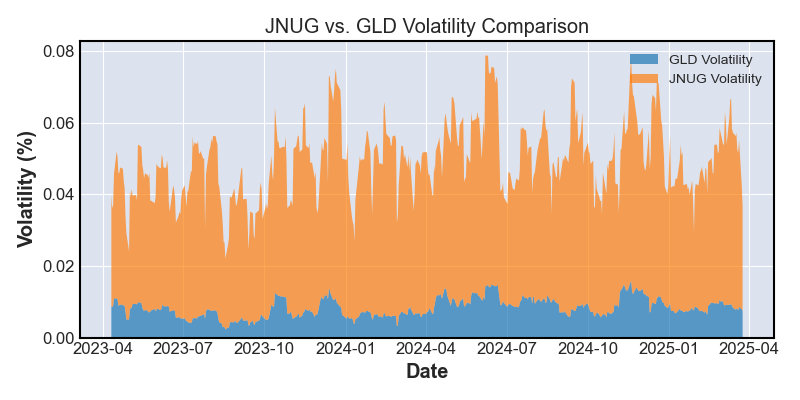 JNUG vs. GLD Volatility Comparison
GLD Volatility
JNUG Volatility
Volatility (%)
0.08
0.06
0.04
0.02
0.00
2023-04 2023-07 2023-10 2024-01 2024-04 2024-07 2024-10 2025-01 2025-04
Date